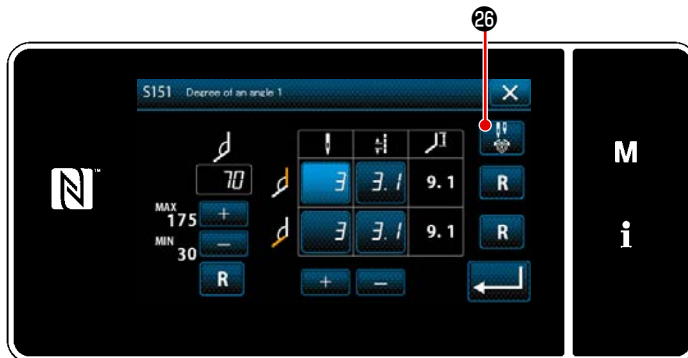 26
S151 Degree of an angle 1
70
3 3.1 9.1 R
MAX
175 +
MIN
30 −
3 3.1 9.1 R
R + −
M
i
N™